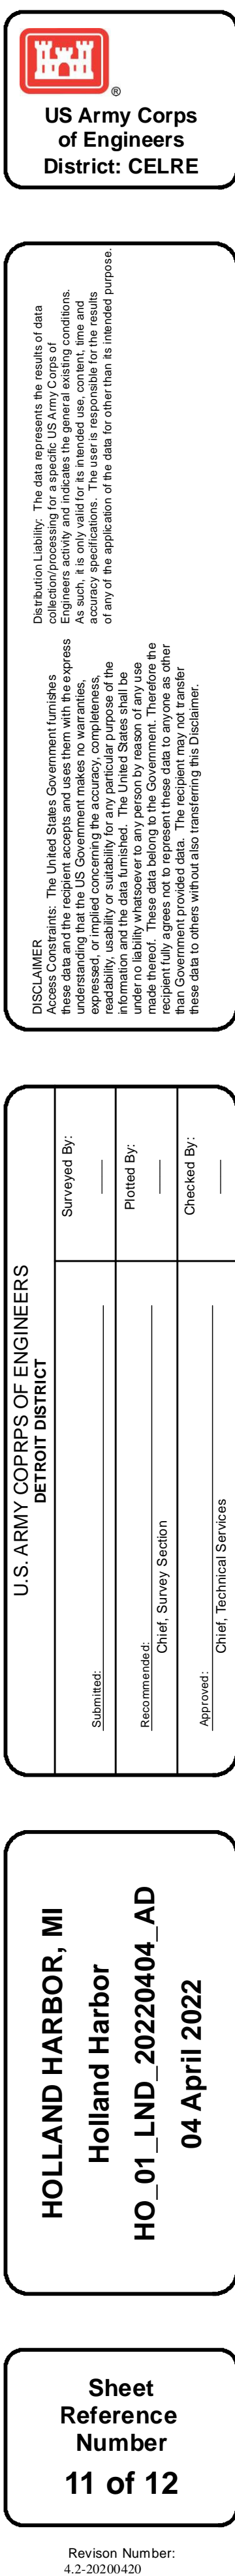 ®
US Army Corps
of Engineers
District: CELRE
DISCLAIMER
Access Constraints: The United States Government furnishes
these data and the recipient accepts and uses them with the express
understanding that the US Government makes no warranties,
expressed, or implied concerning the accuracy, completeness,
readability, usability or suitability for any particular purpose of the
information and the data furnished. The United States shall be
under no liability whatsoever to any person by reason of any use
made thereof. These data belong to the Government. Therefore the
recipient fully agrees not to represent these data to anyone as other
than Government provided data. The recipient may not transfer
these data to others without also transferring this Disclaimer.
Distribution Liability: The data represents the results of data
collection/processing for a specific US Army Corps of
Engineers activity and indicates the general existing conditions.
As such, it is only valid for its intended use, content, time and
accuracy specifications. The user is responsible for the results
of any of the application of the data for other than its intended purpose.
U.S. ARMY COPRPS OF ENGINEERS
DETROIT DISTRICT
Submitted:
Surveyed By:
Recommended:
Chief, Survey Section
Plotted By:
Approved:
Chief, Technical Services
Checked By:
HOLLAND HARBOR, MI
Holland Harbor
HO_01_LND_20220404_AD
04 April 2022
Sheet
Reference
Number
11 of 12
Revison Number:
4.2-20200420